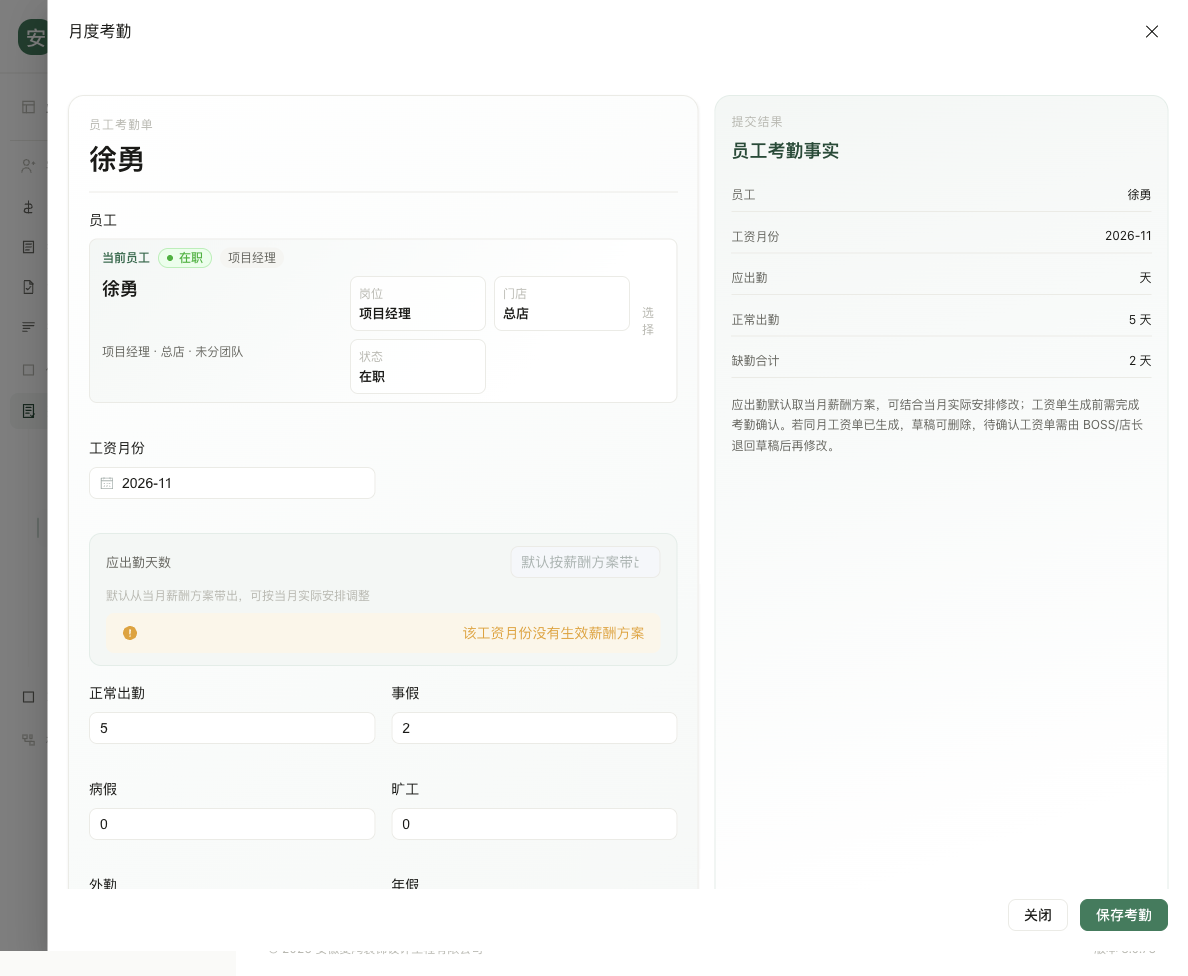 安
月度考勤
员工考勤单
徐勇
员工
当前员工
在职
项目经理
徐勇
项目经理 · 总店 · 未分团队
岗位
项目经理
门店
总店
状态
在职
选
择
工资月份
2026-11
应出勤天数
默认按薪酬方案带
默认从当月薪酬方案带出，可按当月实际安排调整
该工资月份没有生效薪酬方案
正常出勤
5
事假
2
病假
0
旷工
0
外勤
年假
提交结果
员工考勤事实
员工
徐勇
工资月份
2026-11
应出勤
天
正常出勤
5 天
缺勤合计
2 天
应出勤默认取当月薪酬方案，可结合当月实际安排修改；工资单生成前需完成
考勤确认。若同月工资单已生成，草稿可删除，待确认工资单需由 BOSS/店长
退回草稿后再修改。
关闭
保存考勤